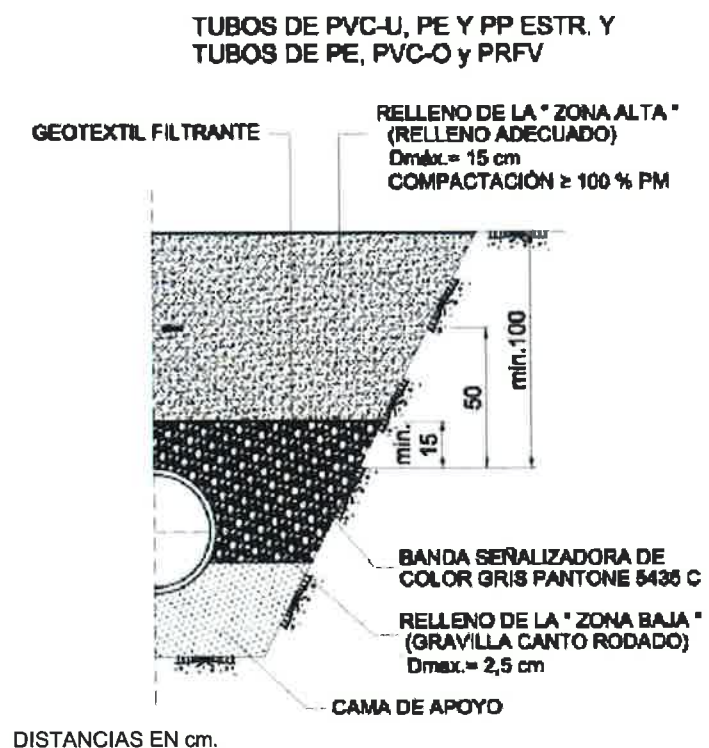 TUBOS DE PVC-U, PE Y PP ESTR. Y
TUBOS DE PE, PVC-O y PRFV
GEOTEXTIL FILTRANTE
RELLENO DE LA " ZONA ALTA "
(RELLENO ADECUADO)
Dmáx.= 15 cm
COMPACTACIÓN ≥ 100 % PM
min.100
50
min.
15
BANDA SEÑALIZADORA DE
COLOR GRIS PANTONE 5435 C
RELLENO DE LA " ZONA BAJA "
(GRAVILLA CANTO RODADO)
Dmax.= 2,5 cm
CAMA DE APOYO
DISTANCIAS EN cm.